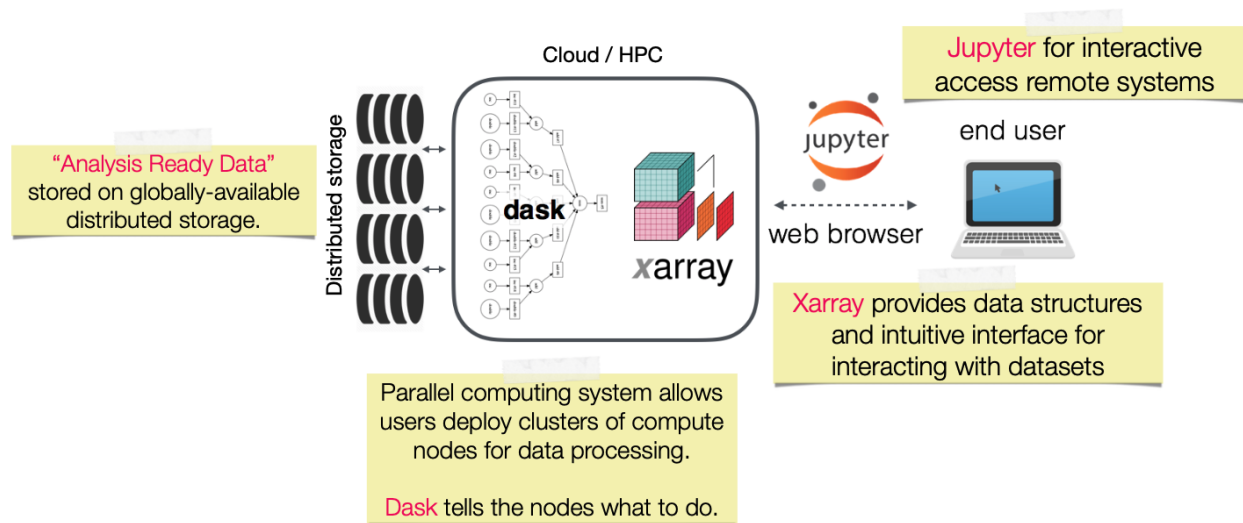 Cloud / HPC
Jupyter for interactive
access remote systems
“Analysis Ready Data”
stored on globally-available
distributed storage.
Distributed storage
dask
xarray
jupyter
end user
web browser
Xarray provides data structures
and intuitive interface for
interacting with datasets
Parallel computing system allows
users deploy clusters of compute
nodes for data processing.
Dask tells the nodes what to do.